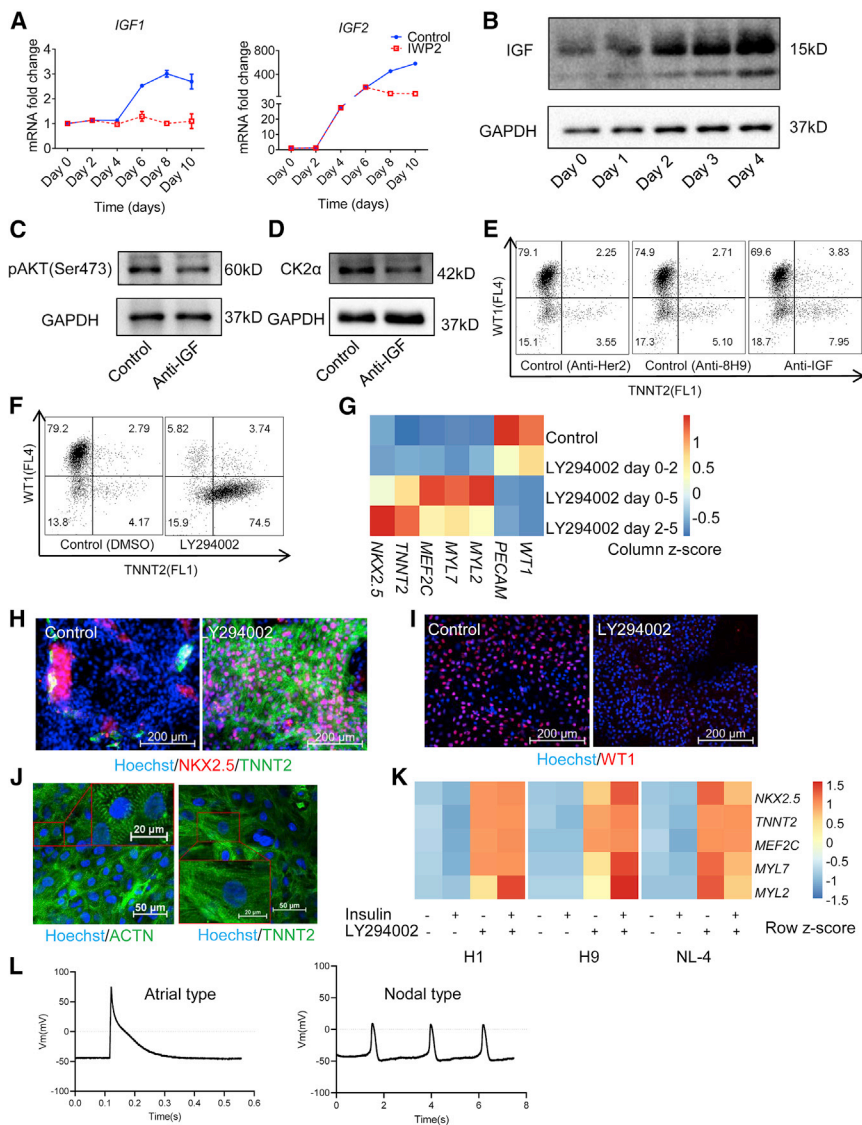 A
IGF1
mRNA fold change
4
3
2
1
0
Day 0
Day 2
Day 4
Day 6
Day 8
Day 10
Time (days)
IGF2
Control
IWP2
mRNA fold change
800
400
30
20
10
0
Day 0
Day 2
Day 4
Day 6
Day 8
Day 10
Time (days)
B
IGF
15kD
GAPDH
37kD
Day 0
Day 1
Day 2
Day 3
Day 4
C
pAKT(Ser473)
60kD
GAPDH
37kD
Control
Anti-IGF
D
CK2α
42kD
GAPDH
37kD
Control
Anti-IGF
E
WT1(FL4)
79.1 2.25
15.1 3.55
Control (Anti-Her2)
74.9 2.71
17.3 5.10
Control (Anti-8H9)
69.6 3.83
18.7 7.95
Anti-IGF
TNNT2(FL1)
F
WT1(FL4)
79.2 2.79
13.8 4.17
Control (DMSO)
5.82 3.74
15.9 74.5
LY294002
TNNT2(FL1)
G
Control
LY294002 day 0-2
LY294002 day 0-5
LY294002 day 2-5
NKX2.5
TNNT2
MEF2C
MYL7
MYL2
PECAM
WT1
1
0.5
0
-0.5
Column z-score
H
Control
200 µm
LY294002
200 µm
Hoechst/NKX2.5/TNNT2
I
Control
200 µm
LY294002
200 µm
Hoechst/WT1
J
20 µm
50 µm
Hoechst/ACTN
20 µm
50 µm
Hoechst/TNNT2
K
NKX2.5
TNNT2
MEF2C
MYL7
MYL2
1.5
1
0.5
0
-0.5
-1
-1.5
Insulin - + - + - + - + - + - +
LY294002 - - + + - - + + - - + +
Row z-score
H1 H9 NL-4
L
Atrial type
Vm(mV)
100
50
0
-50
-100
0.0 0.1 0.2 0.3 0.4 0.5 0.6
Time(s)
Nodal type
Vm(mV)
100
50
0
-50
-100
0 2 4 6 8
Time(s)